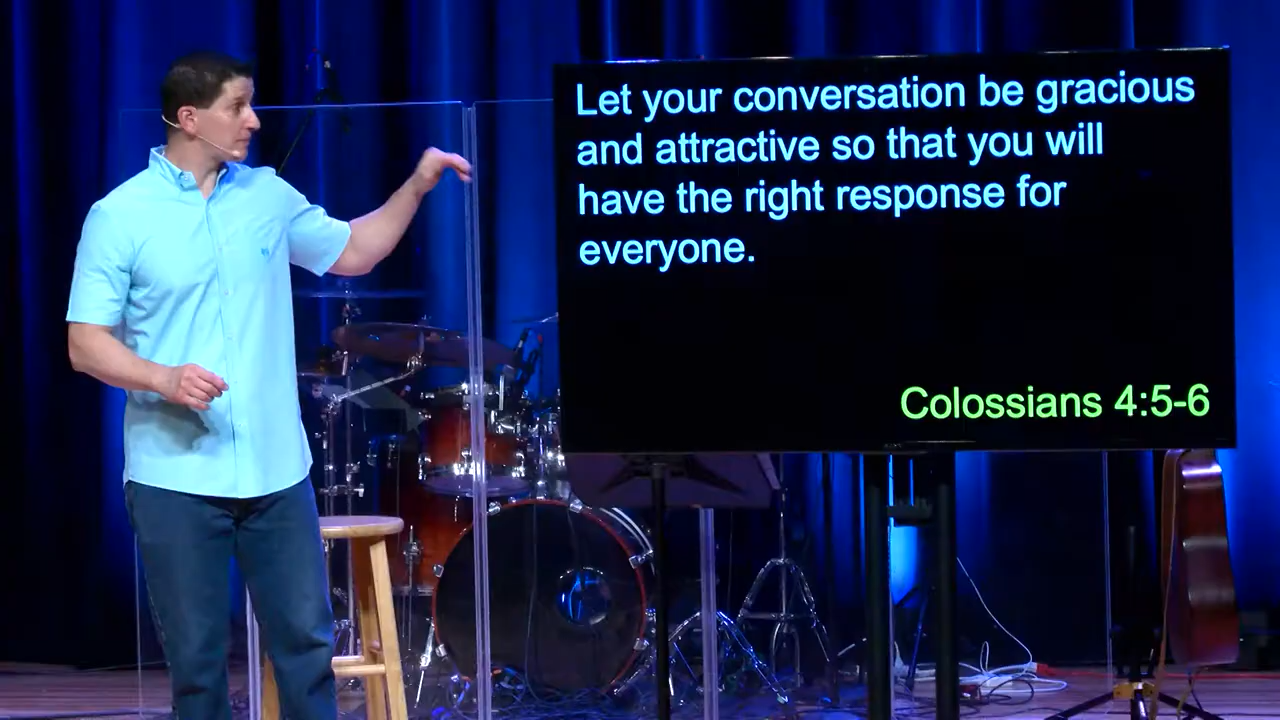 Let your conversation be gracious
and attractive so that you will
have the right response for
everyone.
Colossians 4:5-6